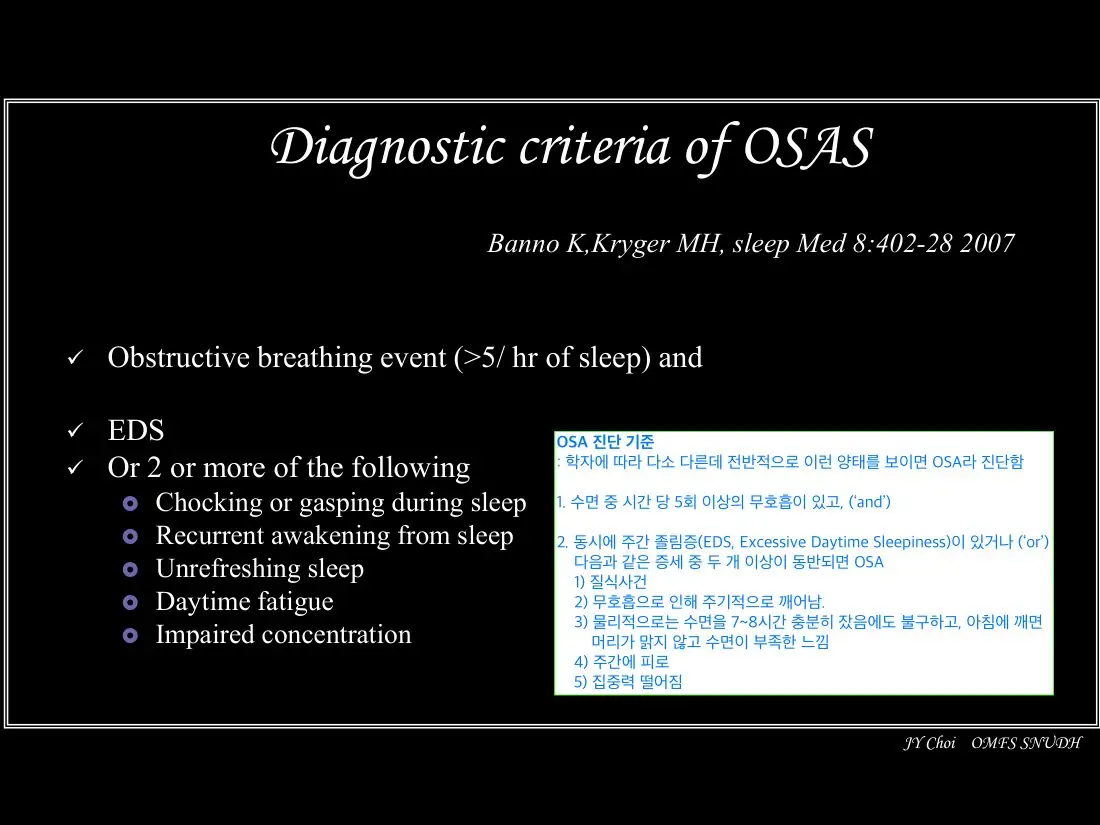 Diagnostic criteria of OSAS
Banno K,Kryger MH, sleep Med 8:402-28 2007
✓ Obstructive breathing event (>5/ hr of sleep) and
✓ EDS
✓ Or 2 or more of the following
Chocking or gasping during sleep
Recurrent awakening from sleep
Unrefreshing sleep
Daytime fatigue
Impaired concentration
OSA 진단 기준
: 학자에 따라 다소 다른데 전반적으로 이런 양태를 보이면 OSA라 진단함
1. 수면 중 시간 당 5회 이상의 무호흡이 있고, (‘and’)
2. 동시에 주간 졸림증(EDS, Excessive Daytime Sleepiness)이 있거나 (‘or’)
다음과 같은 증세 중 두 개 이상이 동반되면 OSA
1) 질식사건
2) 무호흡으로 인해 주기적으로 깨어남.
3) 물리적으로는 수면을 7~8시간 충분히 잤음에도 불구하고, 아침에 깨면
머리가 맑지 않고 수면이 부족한 느낌
4) 주간에 피로
5) 집중력 떨어짐
JY Choi OMFS SNUDH